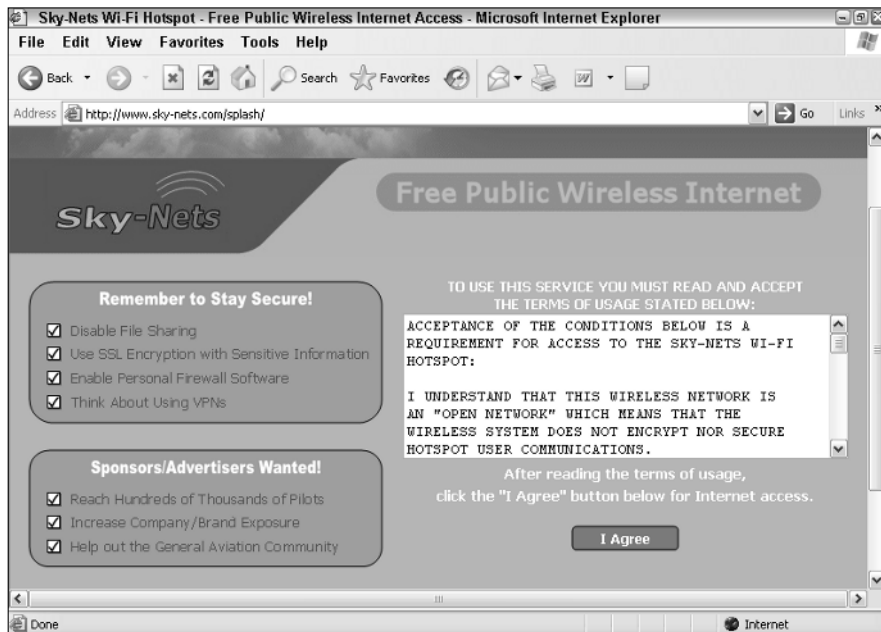 Sky-Nets Wi-Fi Hotspot - Free Public Wireless Internet Access - Microsoft Internet Explorer
File Edit View Favorites Tools Help
Back Search Favorites W
Address http://www.sky-nets.com/splash/ Go Links »
Sky-Nets
Free Public Wireless Internet
Remember to Stay Secure!
Disable File Sharing
Use SSL Encryption with Sensitive Information
Enable Personal Firewall Software
Think About Using VPNs
Sponsors/Advertisers Wanted!
Reach Hundreds of Thousands of Pilots
Increase Company/Brand Exposure
Help out the General Aviation Community
TO USE THIS SERVICE YOU MUST READ AND ACCEPT
THE TERMS OF USAGE STATED BELOW:
ACCEPTANCE OF THE CONDITIONS BELOW IS A
REQUIREMENT FOR ACCESS TO THE SKY-NETS WI-FI
HOTSPOT:
I UNDERSTAND THAT THIS WIRELESS NETWORK IS
AN "OPEN NETWORK" WHICH MEANS THAT THE
WIRELESS SYSTEM DOES NOT ENCRYPT NOR SECURE
HOTSPOT USER COMMUNICATIONS.
After reading the terms of usage,
click the "I Agree" button below for Internet access.
I Agree
Done Internet